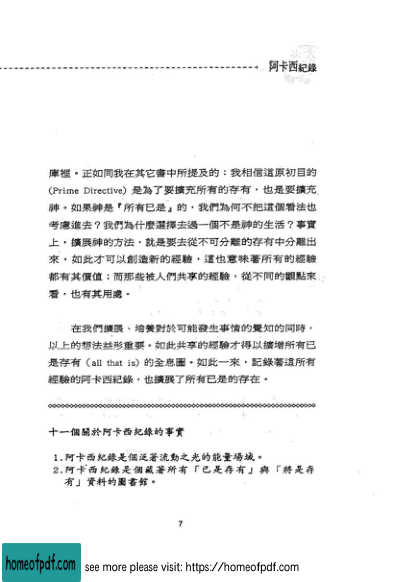 阿卡西紀錄
庫裡。正如同我在其它書中所提及的：我相信這原初目的
(Prime Directive) 是為了要擴充所有的存有，也是要擴充
神。如果神是『所有已是』的，我們為何不把這個看法也
考慮進去？我們為什麼選擇去過一個不是神的生活？事實
上，擴展神的方法，就是要去從不可分離的存有中分離出
來，如此才可以創造新的經驗，這也意味著所有的經驗
都有其價值；而那些被人們共享的經驗，從不同的觀點來
看，也有其用處。
在我們擴展、培養對於可能發生事情的覺知的同時，
以上的想法益形重要。如此共享的經驗才得以擴增所有已
是存有 (all that is) 的全息圖。如此一來，記錄著這所有
經驗的阿卡西紀錄，也擴展了所有已是的存在。
十一個關於阿卡西紀錄的事實
1.阿卡西紀錄是個泛著流動之光的能量場域。
2.阿卡西紀錄是個藏著所有「已是存有」與「將是存
有」資料的圖書館。
7
homeofpdf.com
see more please visit: https://homeofpdf.com